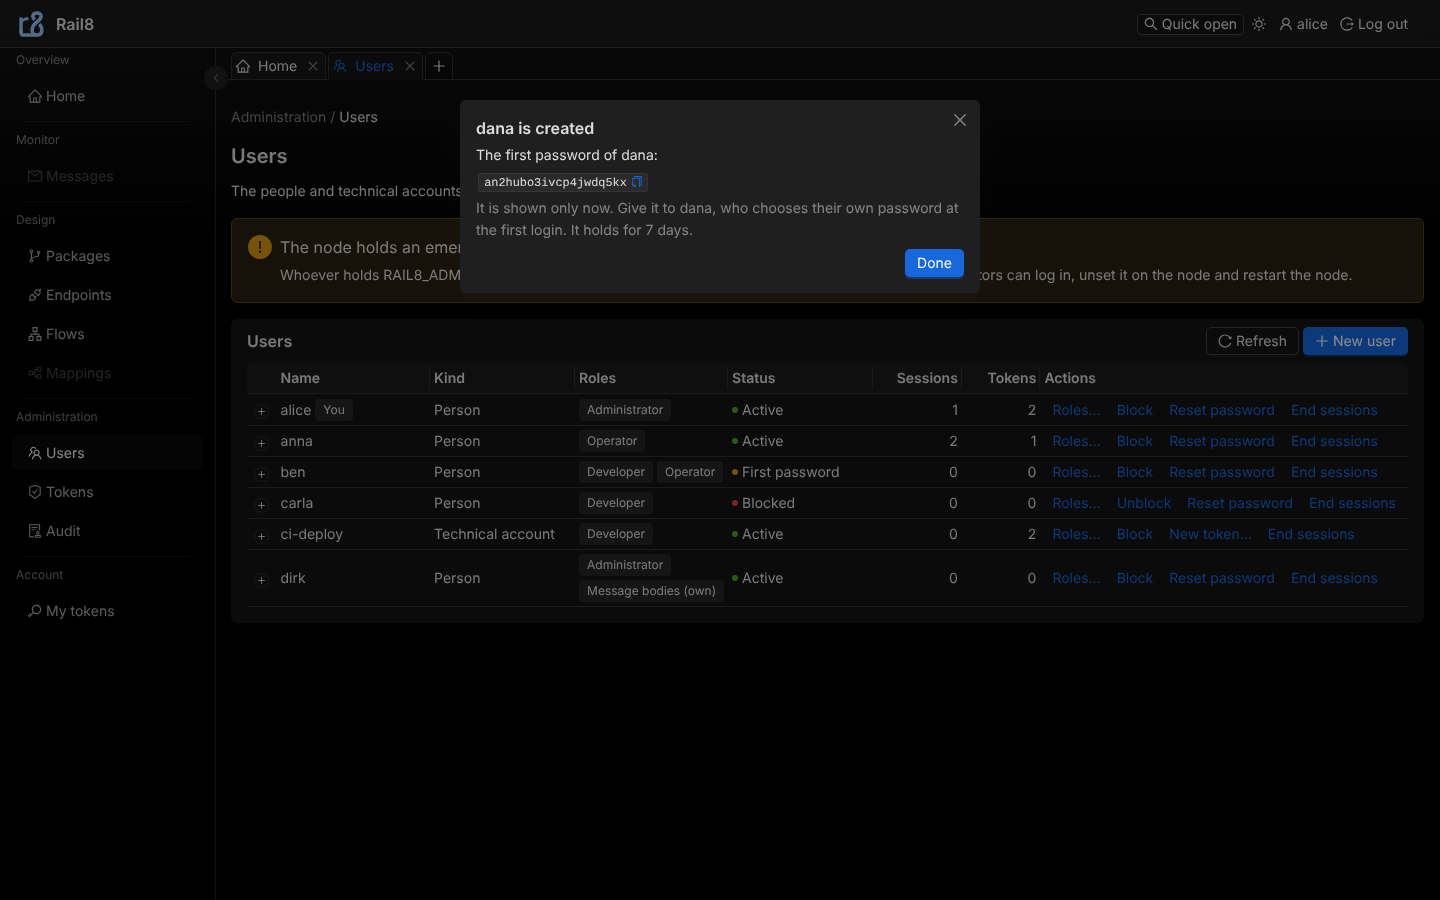 Rail8
Quick open
alice
Log out
Overview
Home
Monitor
Messages
Design
Packages
Endpoints
Flows
Mappings
Administration
Users
Tokens
Audit
Account
My tokens
Home
Users
Administration / Users
Users
The people and technical accounts
dana is created
The first password of dana:
an2hubo3ivcp4jwdq5kx
It is shown only now. Give it to dana, who chooses their own password at
the first login. It holds for 7 days.
Done
The node holds an emer
Whoever holds RAIL8_ADM
tors can log in, unset it on the node and restart the node.
Users
Refresh
New user
Name Kind Roles Status Sessions Tokens Actions
alice You Person Administrator Active 1 2 Roles... Block Reset password End sessions
anna Person Operator Active 2 1 Roles... Block Reset password End sessions
ben Person Developer Operator First password 0 0 Roles... Block Reset password End sessions
carla Person Developer Blocked 0 0 Roles... Unblock Reset password End sessions
ci-deploy Technical account Developer Active 0 2 Roles... Block New token... End sessions
dirk Person Administrator Message bodies (own) Active 0 0 Roles... Block Reset password End sessions